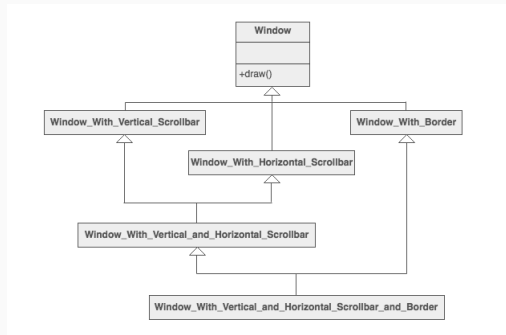 Window
+draw()
Window_With_Vertical_Scrollbar
Window_With_Border
Window_With_Horizontal_Scrollbar
Window_With_Vertical_and_Horizontal_Scrollbar
Window_With_Vertical_and_Horizontal_Scrollbar_and_Border